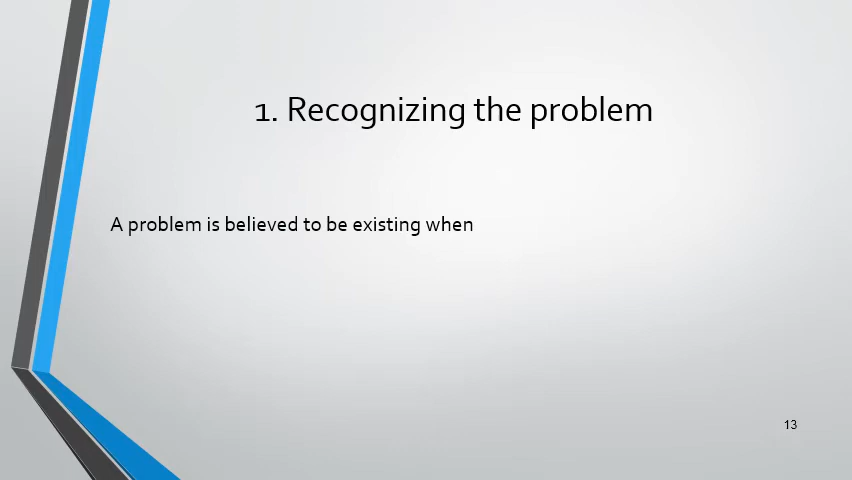 1. Recognizing the problem
A problem is believed to be existing when
13